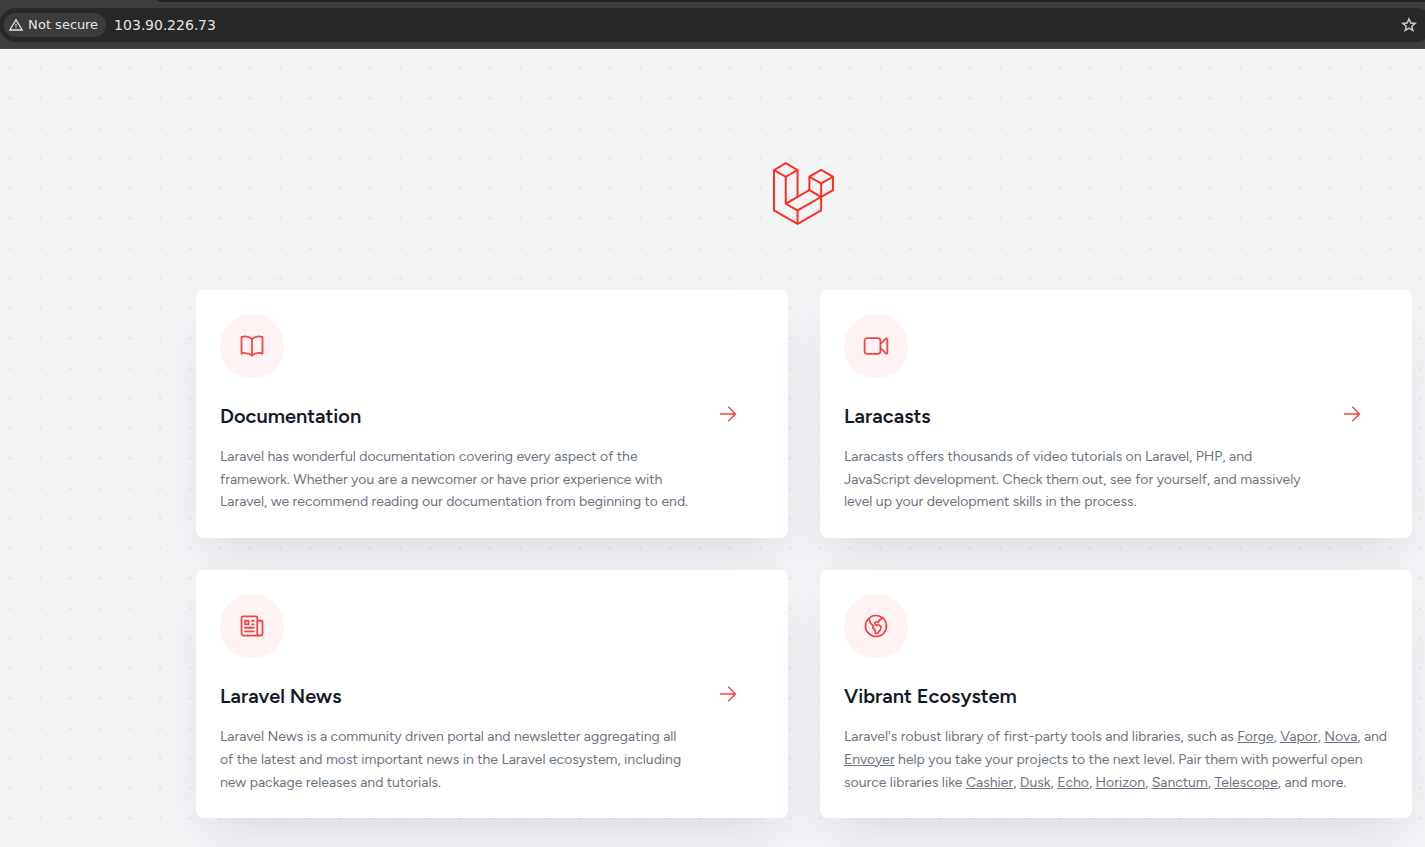 Not secure 103.90.226.73
Documentation
Laravel has wonderful documentation covering every aspect of the
framework. Whether you are a newcomer or have prior experience with
Laravel, we recommend reading our documentation from beginning to end.
Laracasts
Laracasts offers thousands of video tutorials on Laravel, PHP, and
JavaScript development. Check them out, see for yourself, and massively
level up your development skills in the process.
Laravel News
Laravel News is a community driven portal and newsletter aggregating all
of the latest and most important news in the Laravel ecosystem, including
new package releases and tutorials.
Vibrant Ecosystem
Laravel's robust library of first-party tools and libraries, such as Forge, Vapor, Nova, and
Envoyer help you take your projects to the next level. Pair them with powerful open
source libraries like Cashier, Dusk, Echo, Horizon, Sanctum, Telescope, and more.